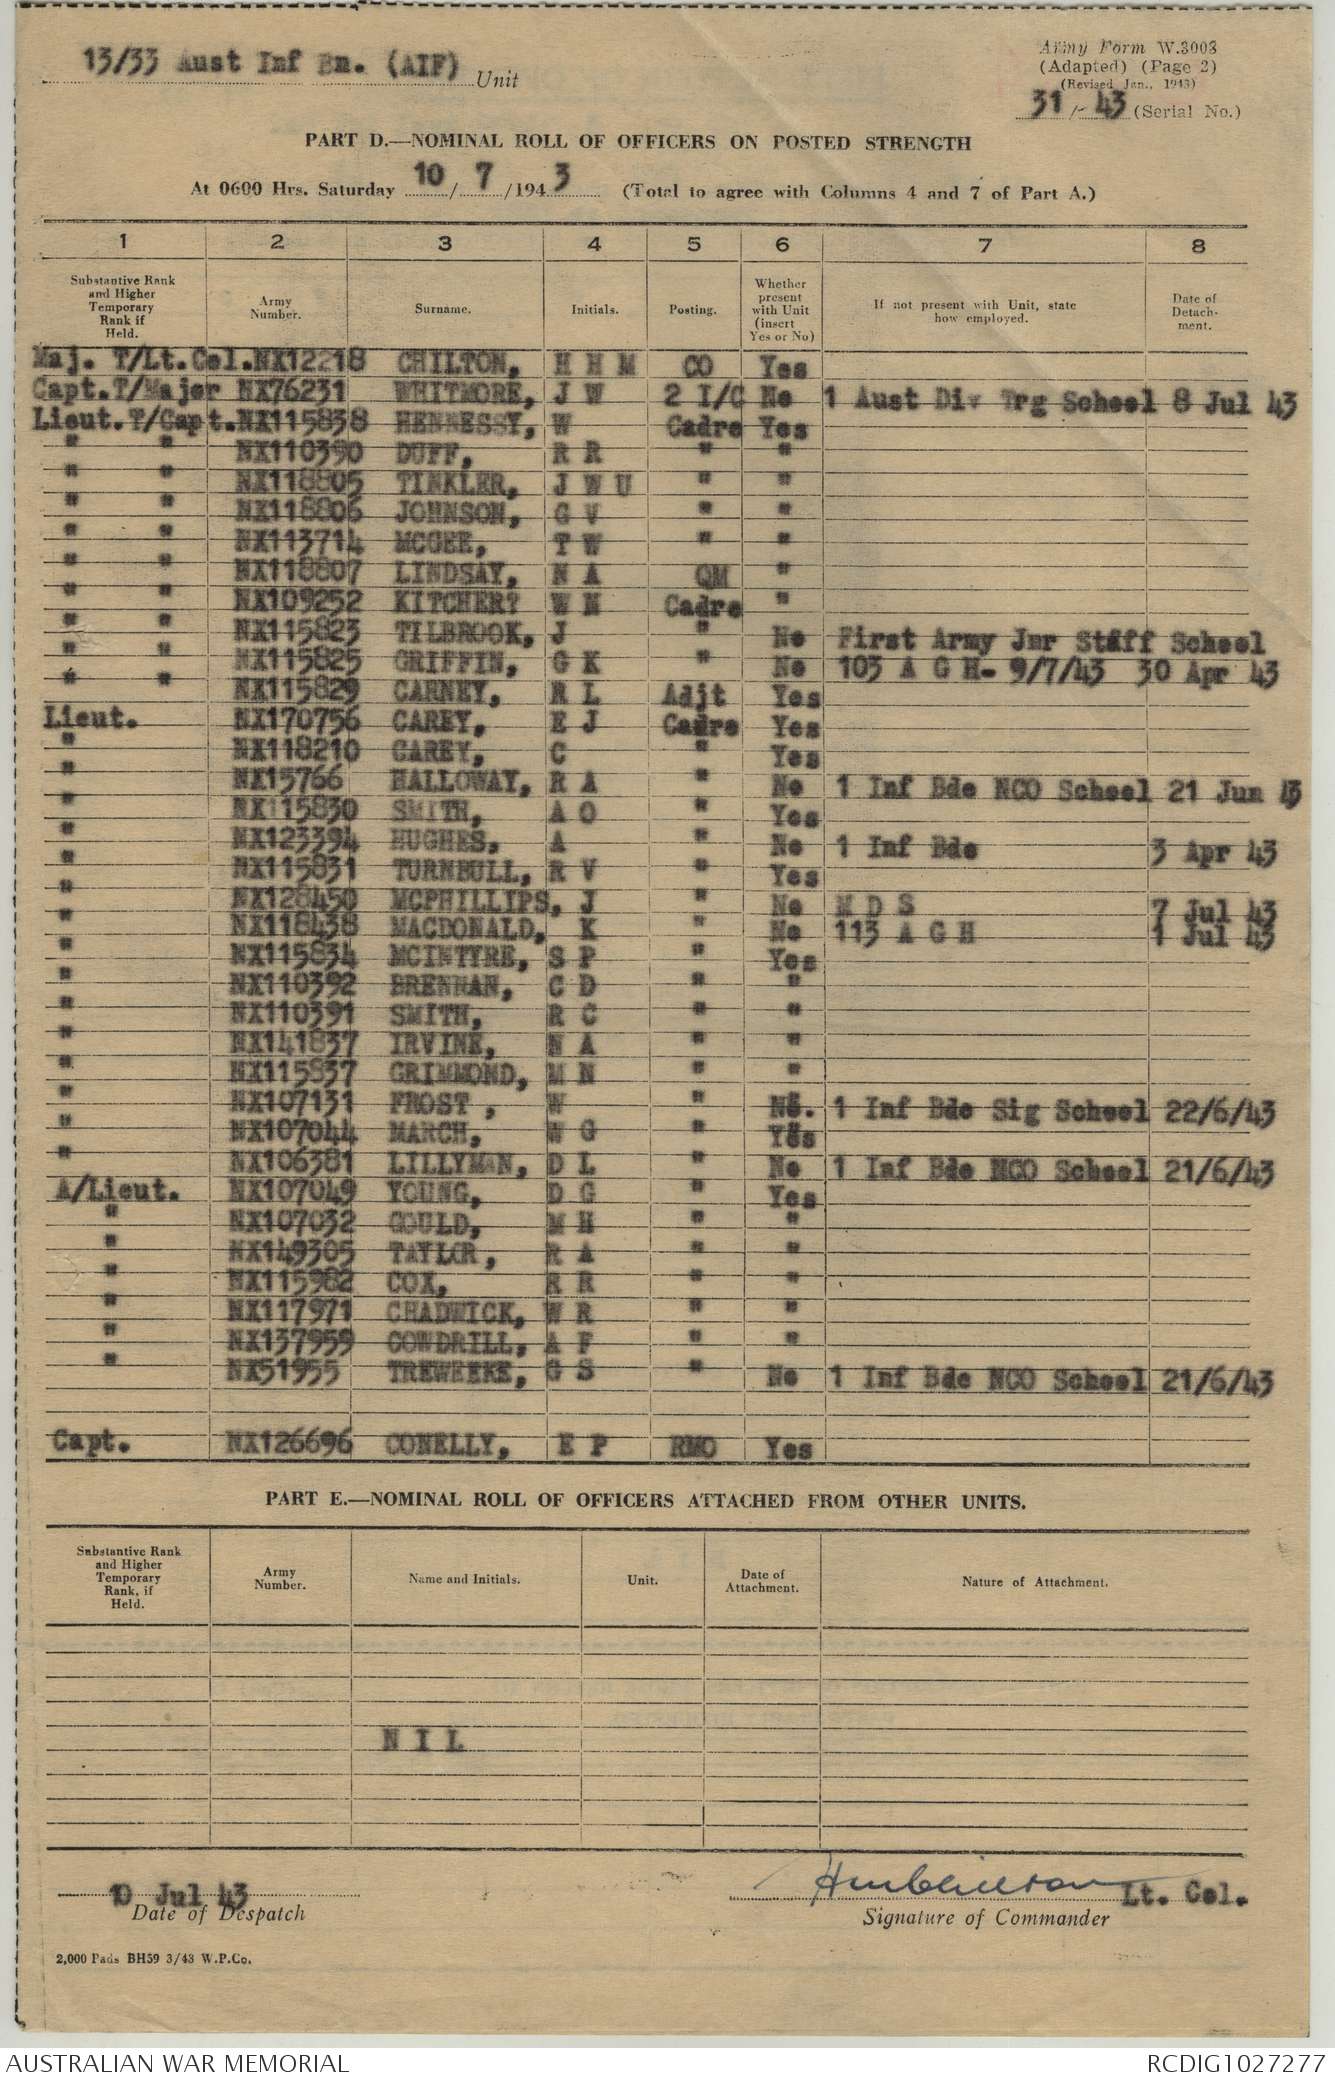 13/33 Aust Inf Bn. (AIF) Unit
Army Form W.3008
(Adapted) (Page 2)
(Revised Jan., 1943)
31 / 43 (Serial No.)
PART D.—NOMINAL ROLL OF OFFICERS ON POSTED STRENGTH
At 0600 Hrs. Saturday 10 / 7 /1943 (Total to agree with Columns 4 and 7 of Part A.)
1 2 3 4 5 6 7 8
Substantive Rank and Higher Temporary Rank if Held. Army Number. Surname. Initials. Posting. Whether present with Unit (insert Yes or No) If not present with Unit, state how employed. Date of Detachment.
Maj. T/Lt.Col. NX12218 CHILTON, H H M CO Yes
Capt.T/Major NX76231 WHITMORE, J W 2 I/C No 1 Aust Div Trg School 8 Jul 43
Lieut.T/Capt. NX115838 HENNESSY, W Cadre Yes
" " NX110390 DUFF, R R " "
" " NX118805 TINKLER, J W U " "
" " NX118806 JOHNSON, G V " "
" " NX113714 MCGEE, T W " "
" " NX118807 LINDSAY, N A QM "
" " NX109252 KITCHER? W N Cadre "
" " NX115823 TILBROOK, J " No First Army Jnr Staff School
" " NX115825 GRIFFIN, G K " No 103 A G H- 9/7/43 30 Apr 43
" " NX115829 CARNEY, R L Adjt Yes
Lieut. NX170756 CAREY, E J Cadre Yes
" NX118210 CAREY, C " Yes
" NX15766 HALLOWAY, R A " No 1 Inf Bde NCO School 21 Jun 43
" NX115830 SMITH, A O " Yes
" NX123394 HUGHES, A " No 1 Inf Bde 3 Apr 43
" NX115831 TURNBULL, R V " Yes
" NX128450 MCPHILLIPS, J " No M D S 7 Jul 43
" NX118438 MACDONALD, K " No 113 A G H 1 Jul 43
" NX115834 MCINTYRE, S P " Yes
" NX110392 BRENNAN, C D " "
" NX110391 SMITH, R C " "
" NX141837 IRVINE, N A " "
" NX115837 GRIMMOND, M N " "
" NX107131 FROST , W " No. 1 Inf Bde Sig School 22/6/43
" NX107044 MARCH, W G " Yes
" NX106381 LILLYMAN, D L " No 1 Inf Bde NCO School 21/6/43
A/Lieut. NX107049 YOUNG, D G " Yes
" NX107032 GOULD, M H " "
" NX149305 TAYLOR, R A " "
" NX115982 COX, R R " "
" NX117971 CHADWICK, W R " "
" NX137959 COWDRILL, A F " "
" NX51955 TREWEEKE, G S " No 1 Inf Bde NCO School 21/6/43
Capt. NX126696 CONELLY, E P RMO Yes
PART E.—NOMINAL ROLL OF OFFICERS ATTACHED FROM OTHER UNITS.
Substantive Rank and Higher Temporary Rank, if Held. Army Number. Name and Initials. Unit. Date of Attachment. Nature of Attachment.
N I L
10 Jul 43
Date of Despatch
HHMChilton Lt. Col.
Signature of Commander
2,000 Pads BH59 3/43 W.P.Co.
AUSTRALIAN WAR MEMORIAL RCDIG1027277